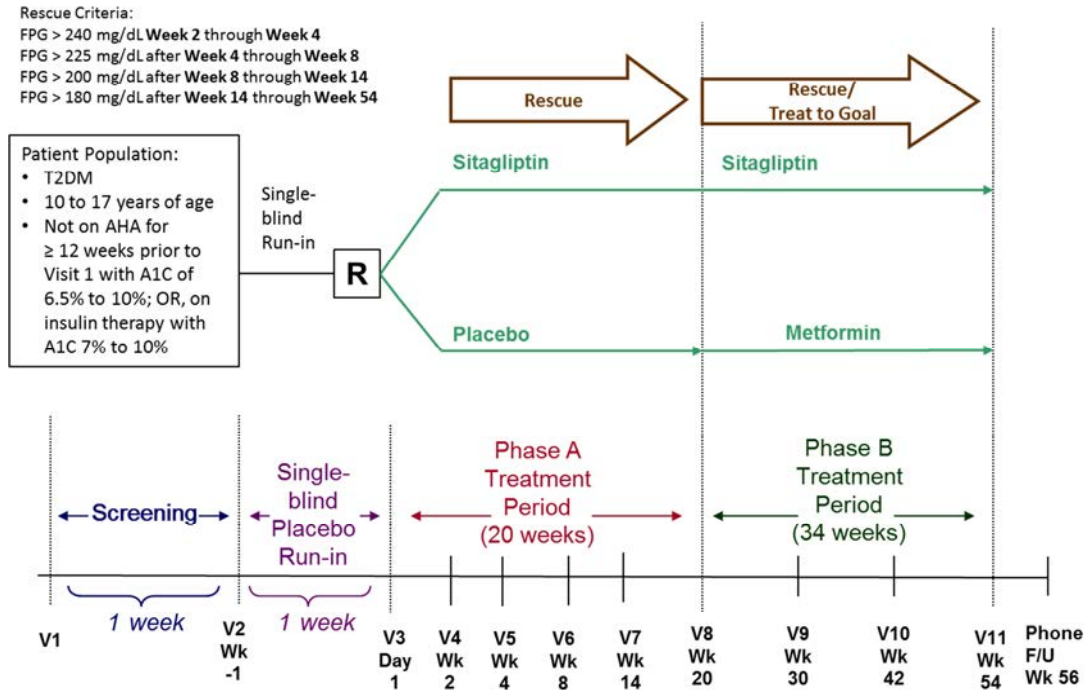 Rescue Criteria:
FPG > 240 mg/dL Week 2 through Week 4
FPG > 225 mg/dL after Week 4 through Week 8
FPG > 200 mg/dL after Week 8 through Week 14
FPG > 180 mg/dL after Week 14 through Week 54
Rescue
Rescue/
Treat to Goal
Patient Population:
• T2DM
• 10 to 17 years of age
• Not on AHA for
≥ 12 weeks prior to
Visit 1 with A1C of
6.5% to 10%; OR, on
insulin therapy with
A1C 7% to 10%
Single-
blind
Run-in
R
Sitagliptin
Sitagliptin
Placebo
Metformin
Screening
Single-
blind
Placebo
Run-in
Phase A
Treatment
Period
(20 weeks)
Phase B
Treatment
Period
(34 weeks)
1 week
1 week
V1
V2
Wk
-1
V3
Day
1
V4
Wk
2
V5
Wk
4
V6
Wk
8
V7
Wk
14
V8
Wk
20
V9
Wk
30
V10
Wk
42
V11
Wk
54
Phone
F/U
Wk 56